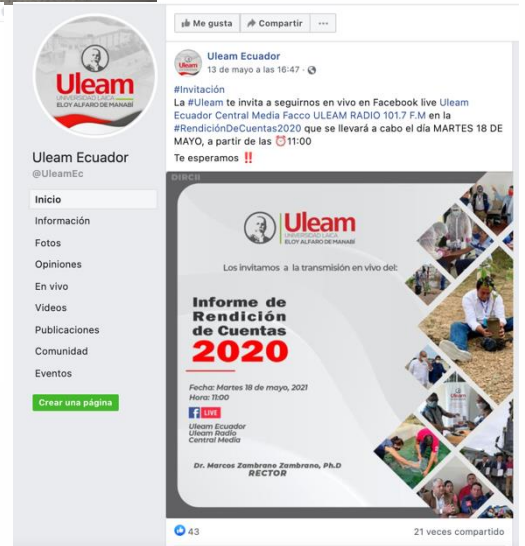 Uleam
UNIVERSIDAD LAICA
ELOY ALFARO DE MANABÍ
Uleam Ecuador
@UleamEc
Inicio
Información
Fotos
Opiniones
En vivo
Videos
Publicaciones
Comunidad
Eventos
Crear una página
Me gusta
Compartir
Uleam Ecuador
13 de mayo a las 16:47 ·
#Invitación
La #Uleam te invita a seguirnos en vivo en Facebook live Uleam
Ecuador Central Media Facco ULEAM RADIO 101.7 F.M en la
#RendiciónDeCuentas2020 que se llevará a cabo el día MARTES 18 DE
MAYO, a partir de las ⏰11:00
Te esperamos ‼️
DIRCII
Uleam
UNIVERSIDAD LAICA
ELOY ALFARO DE MANABÍ
Los invitamos a la transmisión en vivo del:
Informe de
Rendición
de Cuentas
2020
Fecha: Martes 18 de mayo, 2021
Hora: 11:00
LIVE
Uleam Ecuador
Uleam Radio
Central Media
Dr. Marcos Zambrano Zambrano, Ph.D
RECTOR
43
21 veces compartido